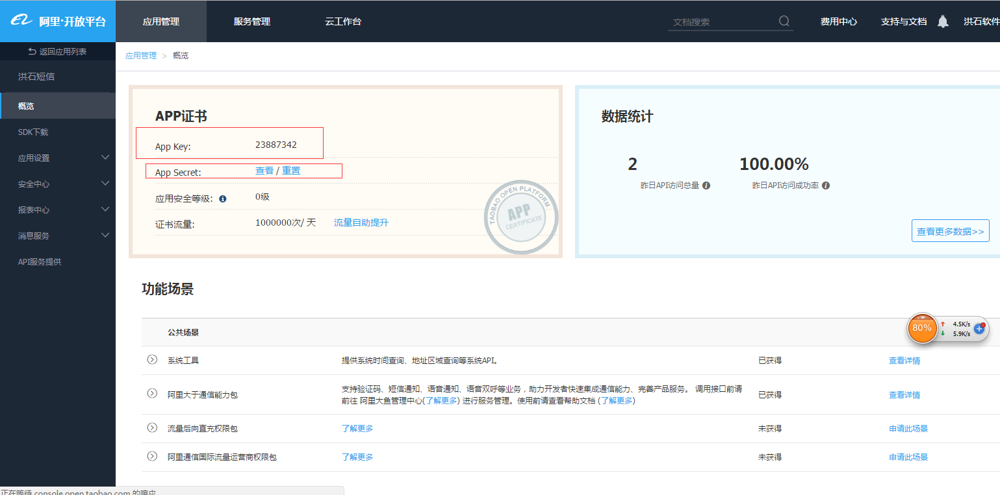 阿里·开放平台
应用管理
服务管理
云工作台
文档搜索
费用中心
支持与文档
洪石软件
返回应用列表
应用管理 > 概览
洪石短信
概览
SDK下载
应用设置
安全中心
报表中心
消息服务
API服务提供
APP证书
App Key: 23887342
App Secret: 查看 / 重置
应用安全等级: 0级
证书流量: 1000000次/ 天 流量自助提升
TAOBAO OPEN PLATFORM
APP
CERTIFICATE
数据统计
2 100.00%
昨日API访问总量 昨日API访问成功率
查看更多数据>>
功能场景
公共场景
系统工具 提供系统时间查询、地址区域查询等系统API。 已获得 查看详情
阿里大于通信能力包 支持验证码、短信通知、语音通知、语音双呼等业务，助力开发者快速集成通信能力、完善产品服务。 调用接口前请
前往 阿里大鱼管理中心(了解更多) 进行服务管理。使用前请查看帮助文档 (了解更多) 已获得 查看详情
流量后向直充权限包 了解更多 未获得 申请此场景
阿里通信国际流量运营商权限包 了解更多 未获得 申请此场景
80%
4.5K/s
5.9K/s
正在等待 console.open.taobao.com 的响应